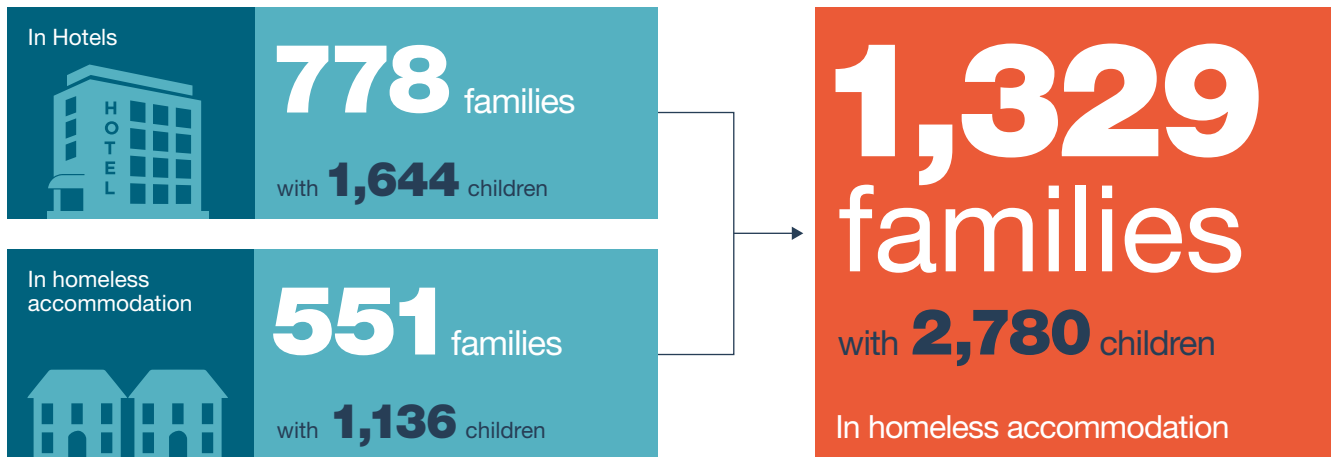 In Hotels
HOTEL
778 families
with 1,644 children
In homeless
accommodation
551 families
with 1,136 children
1,329
families
with 2,780 children
In homeless accommodation